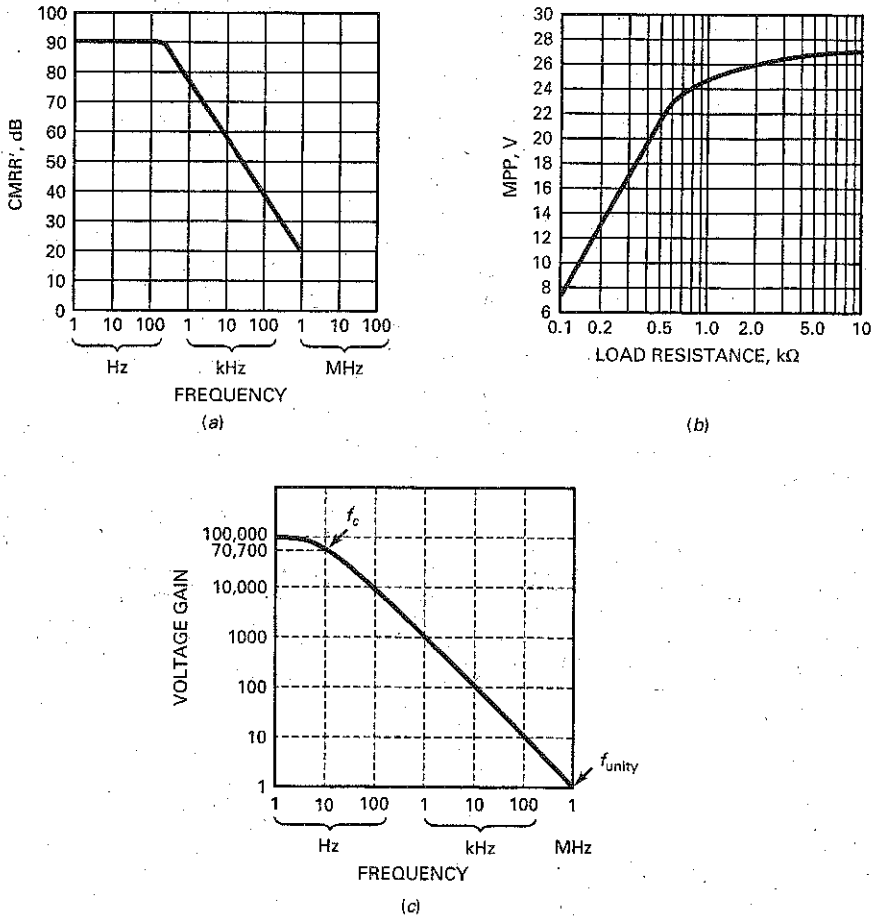 CMRR', dB
100
90
80
70
60
50
40
30
20
10
0
1 10 100 1 10 100 1 10 100
Hz kHz MHz
FREQUENCY
(a)
MPP, V
30
28
26
24
22
20
18
16
14
12
10
8
6
0.1 0.2 0.5 1.0 2.0 5.0 10
LOAD RESISTANCE, kΩ
(b)
VOLTAGE GAIN
100,000
70,700
10,000
1000
100
10
1
fc
funity
1 10 100 1 10 100 1
Hz kHz MHz
FREQUENCY
(c)